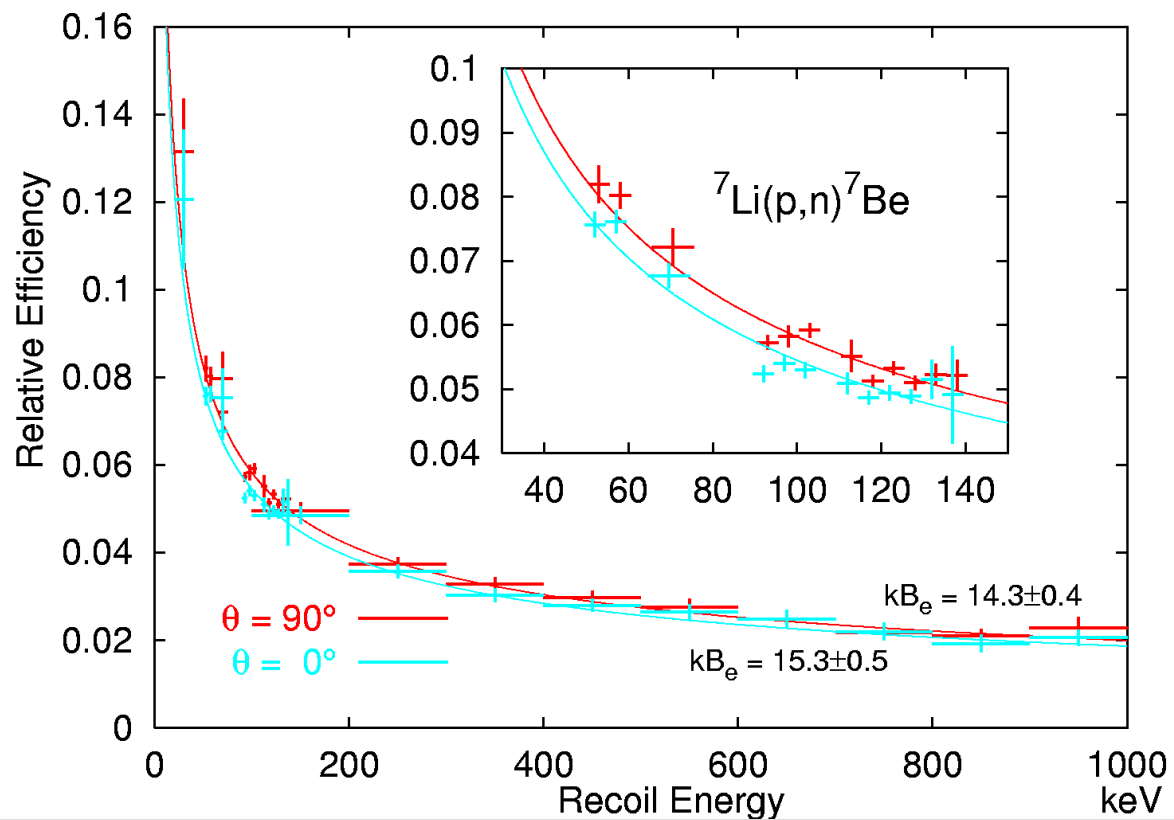 0.16
0.14
0.12
0.1
0.08
0.06
0.04
0.02
0
Relative Efficiency
0.1
0.09
0.08
0.07
0.06
0.05
0.04
40 60 80 100 120 140
⁷Li(p,n)⁷Be
θ = 90°
θ = 0°
kBₑ = 14.3±0.4
kBₑ = 15.3±0.5
0 200 400 600 800 1000
Recoil Energy keV